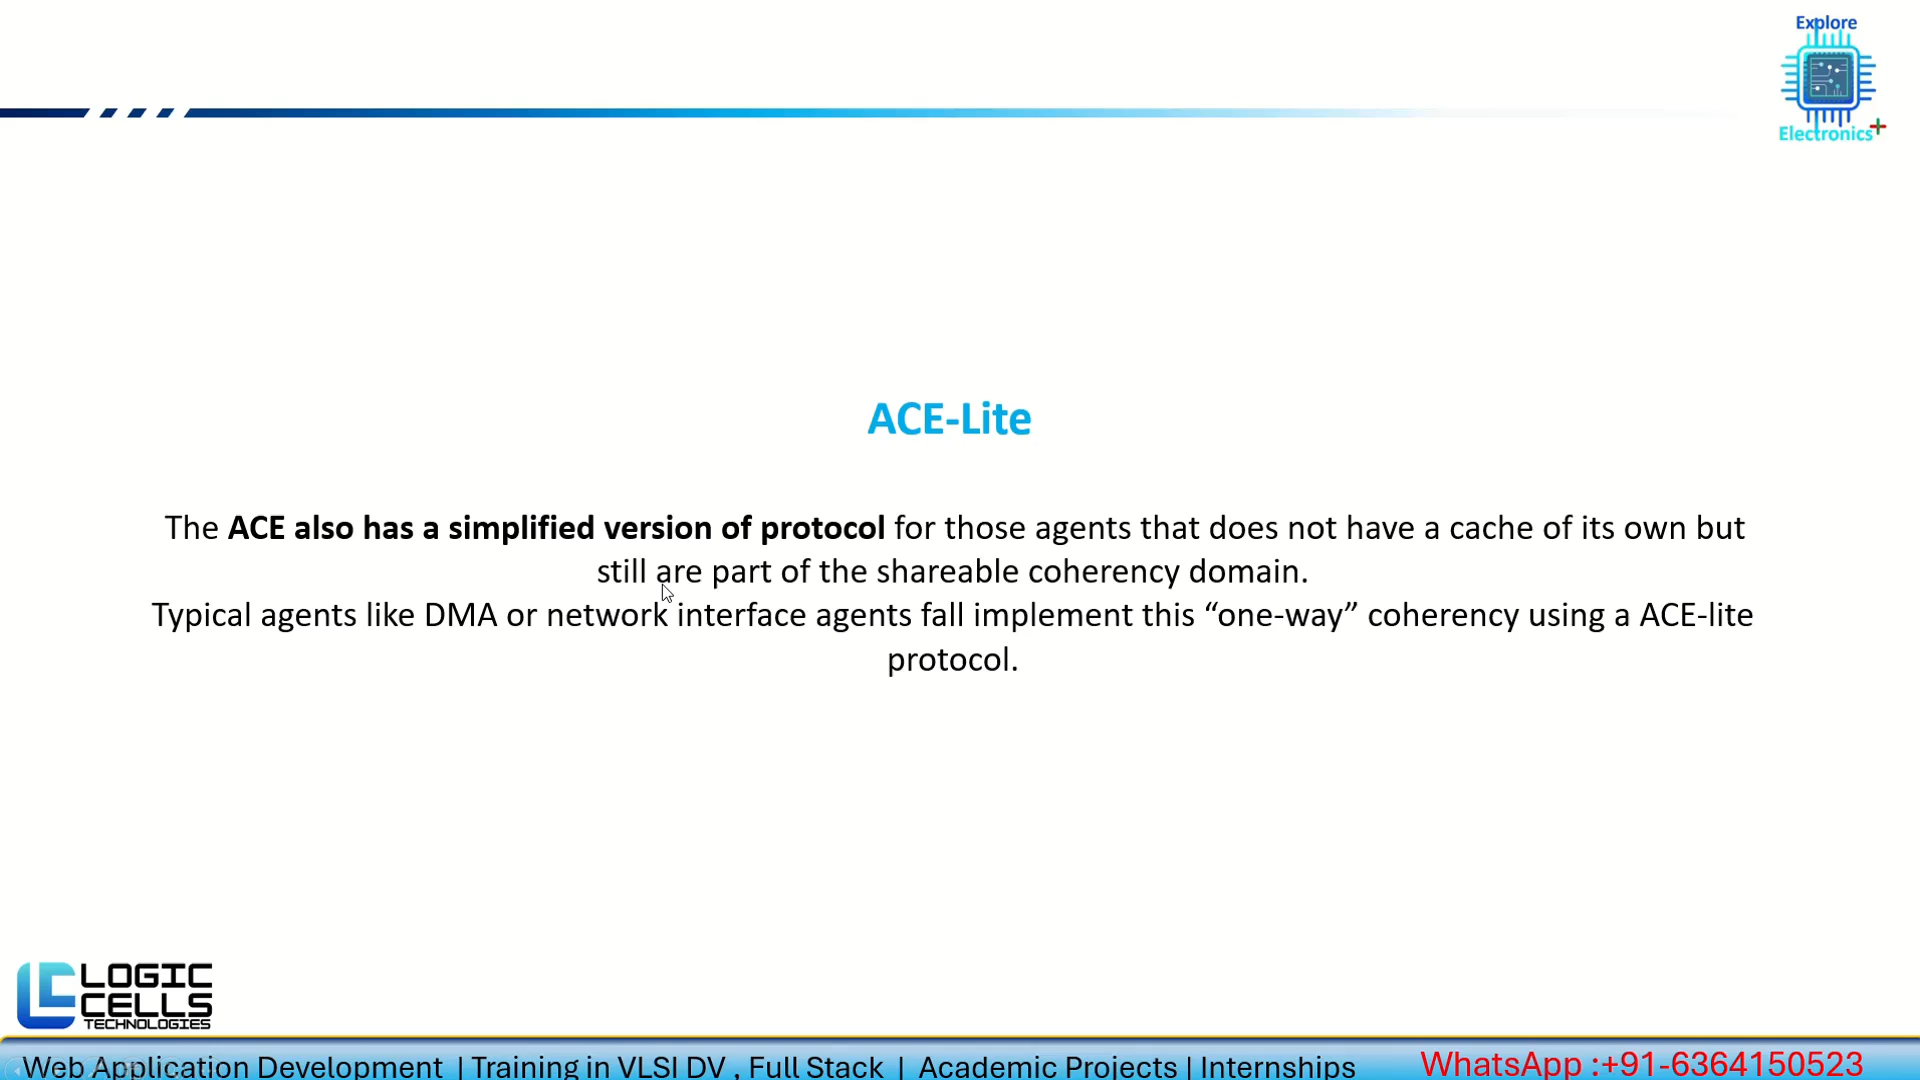 Explore
Electronics+
ACE-Lite
The ACE also has a simplified version of protocol for those agents that does not have a cache of its own but
still are part of the shareable coherency domain.
Typical agents like DMA or network interface agents fall implement this “one-way” coherency using a ACE-lite
protocol.
LOGIC
CELLS
TECHNOLOGIES
Web Application Development | Training in VLSI DV , Full Stack | Academic Projects | Internships
WhatsApp :+91-6364150523